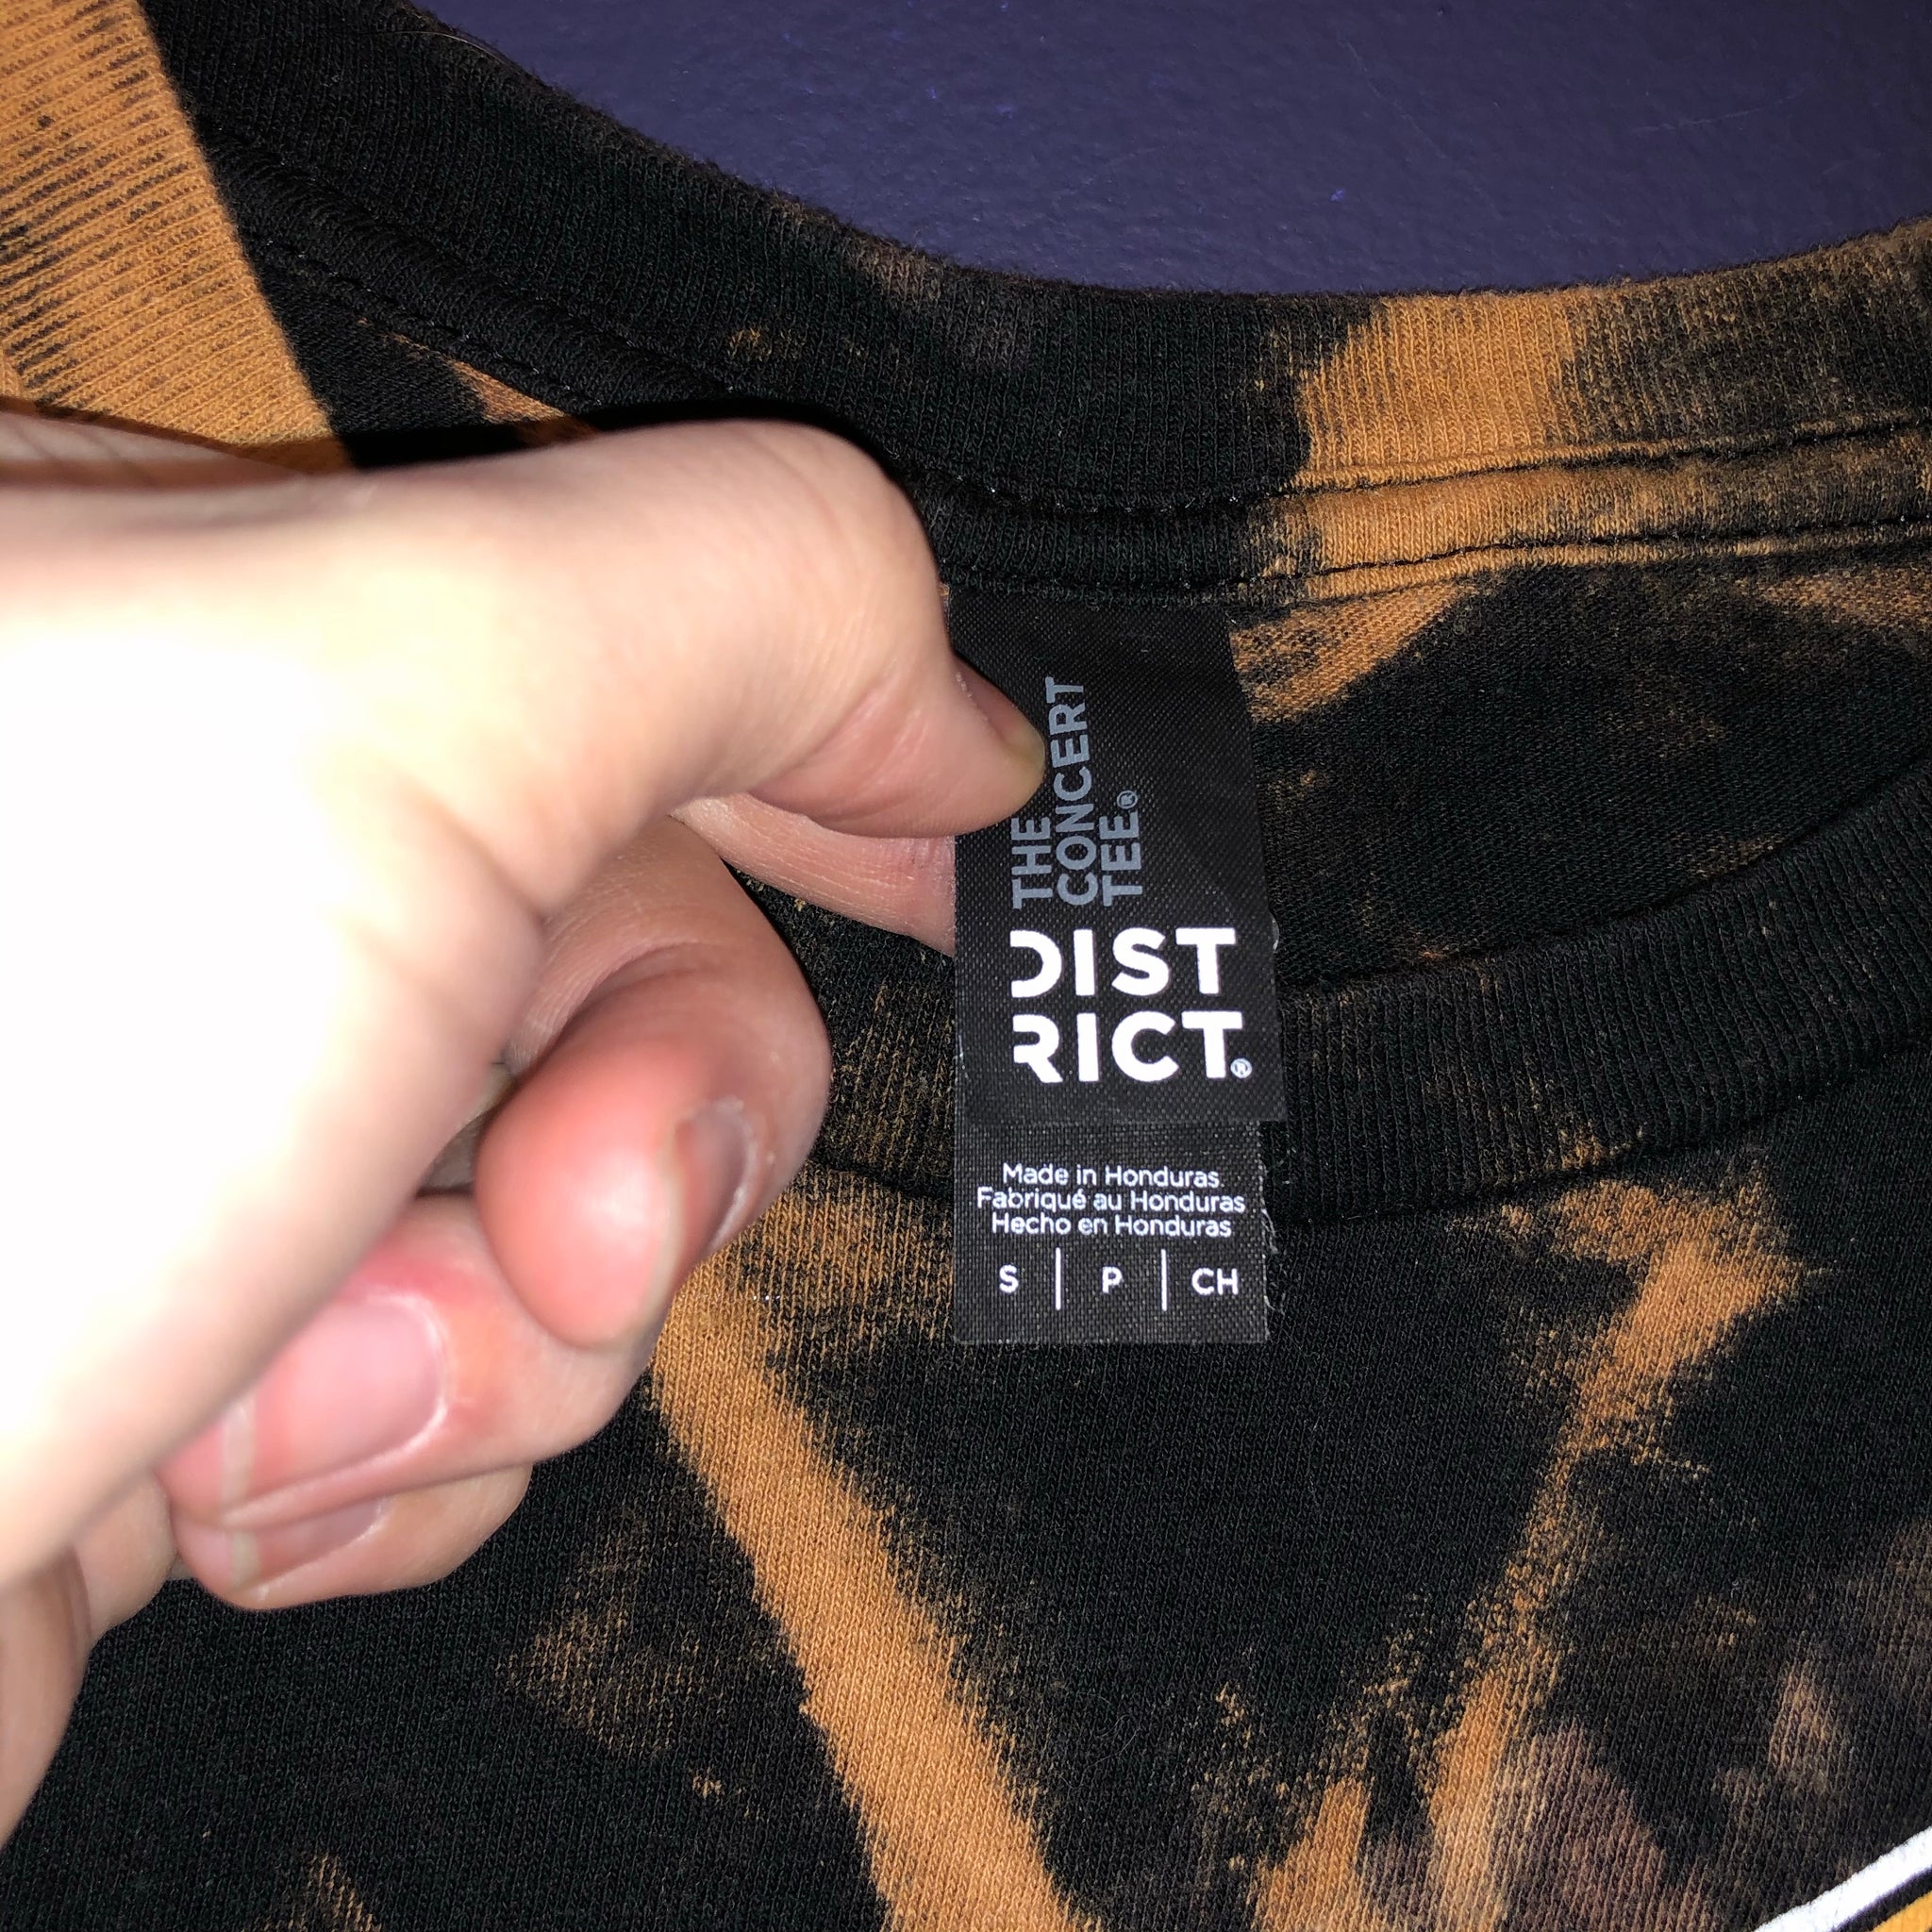 THE
CONCERT
TEE.®
DIST
RICT.®
Made in Honduras
Fabriqué au Honduras
Hecho en Honduras
S | P | CH